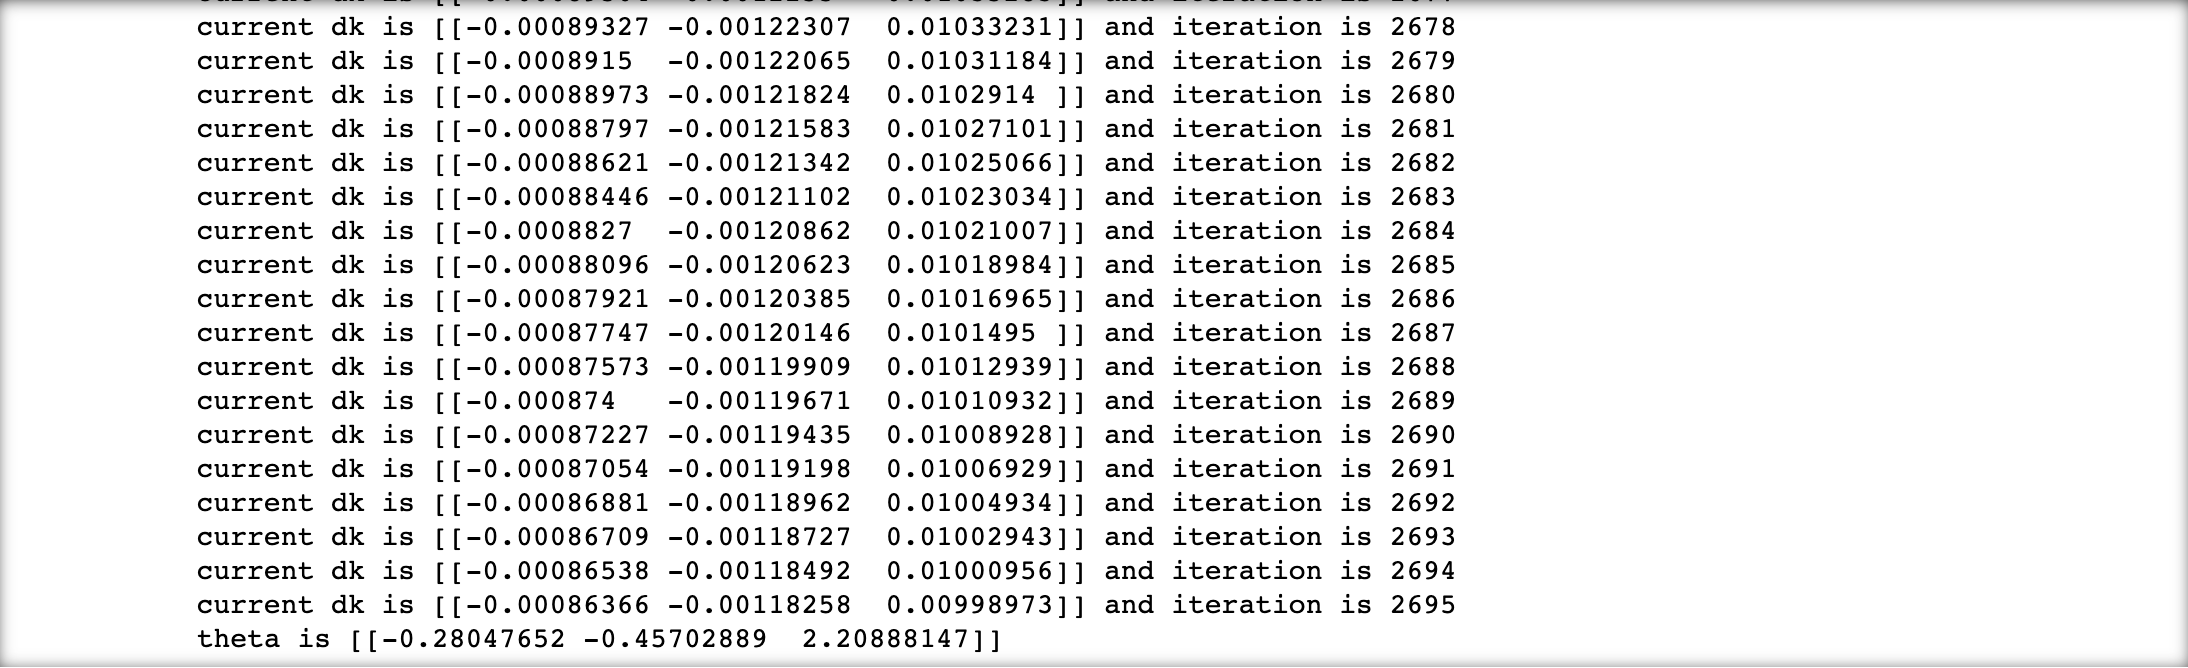 current dk is [[-0.00089327 -0.00122307  0.01033231]] and iteration is 2678
current dk is [[-0.0008915  -0.00122065  0.01031184]] and iteration is 2679
current dk is [[-0.00088973 -0.00121824  0.0102914 ]] and iteration is 2680
current dk is [[-0.00088797 -0.00121583  0.01027101]] and iteration is 2681
current dk is [[-0.00088621 -0.00121342  0.01025066]] and iteration is 2682
current dk is [[-0.00088446 -0.00121102  0.01023034]] and iteration is 2683
current dk is [[-0.0008827  -0.00120862  0.01021007]] and iteration is 2684
current dk is [[-0.00088096 -0.00120623  0.01018984]] and iteration is 2685
current dk is [[-0.00087921 -0.00120385  0.01016965]] and iteration is 2686
current dk is [[-0.00087747 -0.00120146  0.0101495 ]] and iteration is 2687
current dk is [[-0.00087573 -0.00119909  0.01012939]] and iteration is 2688
current dk is [[-0.000874   -0.00119671  0.01010932]] and iteration is 2689
current dk is [[-0.00087227 -0.00119435  0.01008928]] and iteration is 2690
current dk is [[-0.00087054 -0.00119198  0.01006929]] and iteration is 2691
current dk is [[-0.00086881 -0.00118962  0.01004934]] and iteration is 2692
current dk is [[-0.00086709 -0.00118727  0.01002943]] and iteration is 2693
current dk is [[-0.00086538 -0.00118492  0.01000956]] and iteration is 2694
current dk is [[-0.00086366 -0.00118258  0.00998973]] and iteration is 2695
theta is [[-0.28047652 -0.45702889  2.20888147]]